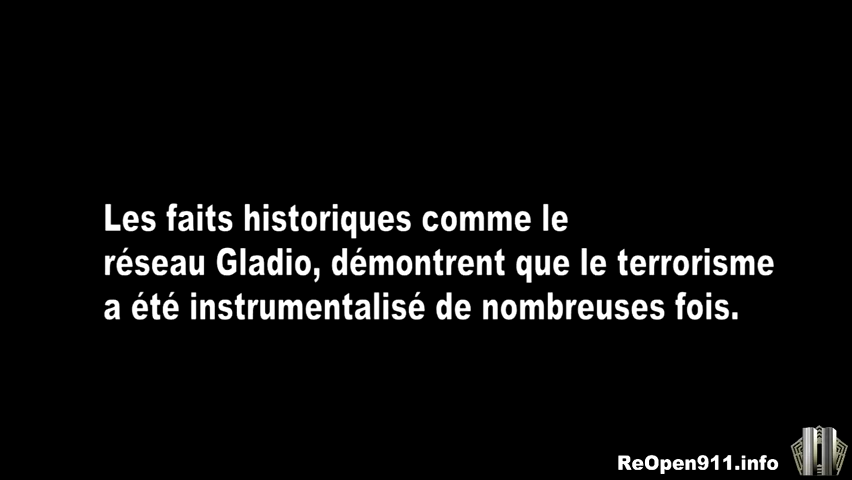 Les faits historiques comme le
réseau Gladio, démontrent que le terrorisme
a été instrumentalisé de nombreuses fois.
ReOpen911.info